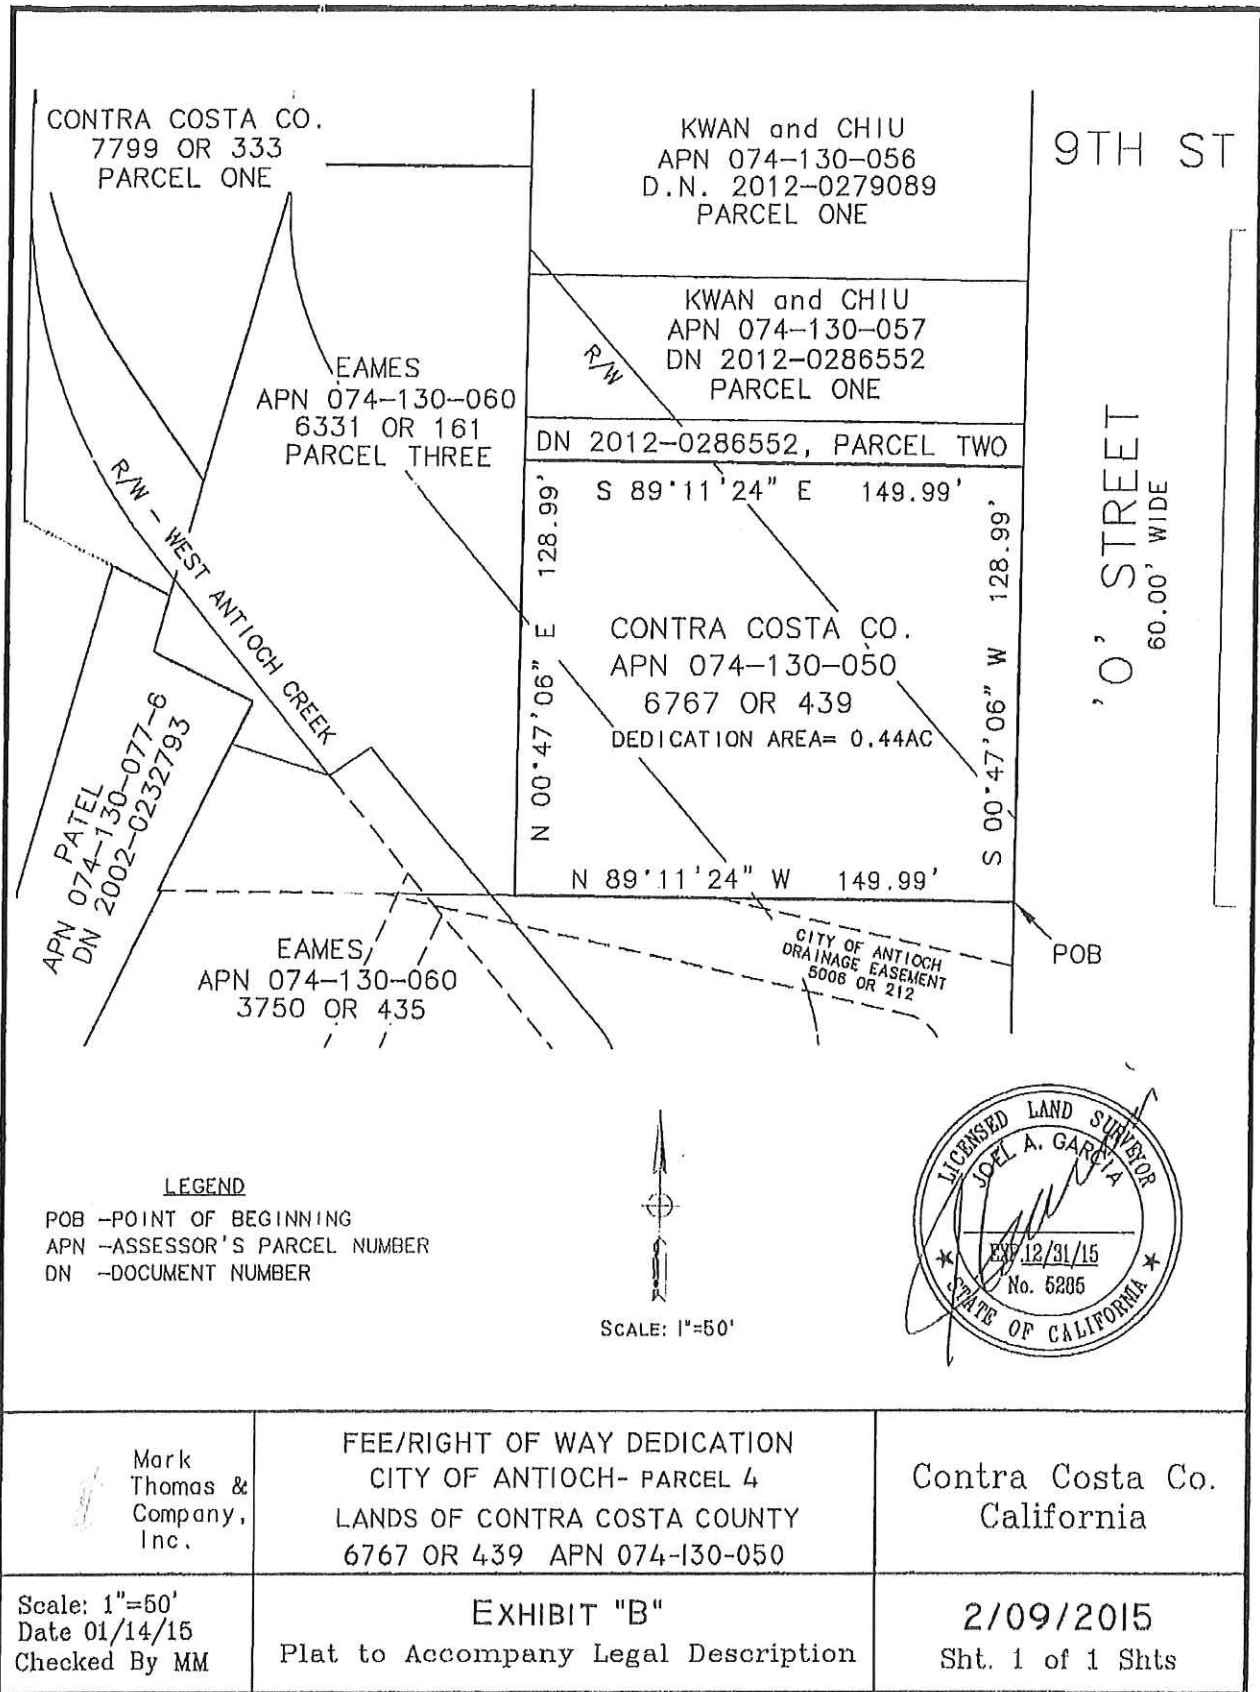 CONTRA COSTA CO.
7799 OR 333
PARCEL ONE
KWAN and CHIU
APN 074-130-056
D.N. 2012-0279089
PARCEL ONE
9TH ST
KWAN and CHIU
APN 074-130-057
DN 2012-0286552
PARCEL ONE
R/W
EAMES
APN 074-130-060
6331 OR 161
PARCEL THREE
DN 2012-0286552, PARCEL TWO
S 89°11'24" E 149.99'
N 00°47'06" E 128.99'
S 00°47'06" W 128.99'
'O' STREET
60.00' WIDE
R/W - WEST ANTIOCH CREEK
CONTRA COSTA CO.
APN 074-130-050
6767 OR 439
DEDICATION AREA= 0.44AC
PATEL
APN 074-130-077-6
DN 2002-0232793
N 89°11'24" W 149.99'
EAMES
APN 074-130-060
3750 OR 435
CITY OF ANTIOCH
DRAINAGE EASEMENT
5006 OR 212
POB
LEGEND
POB -POINT OF BEGINNING
APN -ASSESSOR'S PARCEL NUMBER
DN -DOCUMENT NUMBER
SCALE: 1"=50'
LICENSED LAND SURVEYOR
JOEL A. GARCIA
EXP.12/31/15
No. 5285
STATE OF CALIFORNIA
Mark
Thomas &
Company,
Inc.
FEE/RIGHT OF WAY DEDICATION
CITY OF ANTIOCH- PARCEL 4
LANDS OF CONTRA COSTA COUNTY
6767 OR 439 APN 074-130-050
Contra Costa Co.
California
Scale: 1"=50'
Date 01/14/15
Checked By MM
EXHIBIT "B"
Plat to Accompany Legal Description
2/09/2015
Sht. 1 of 1 Shts